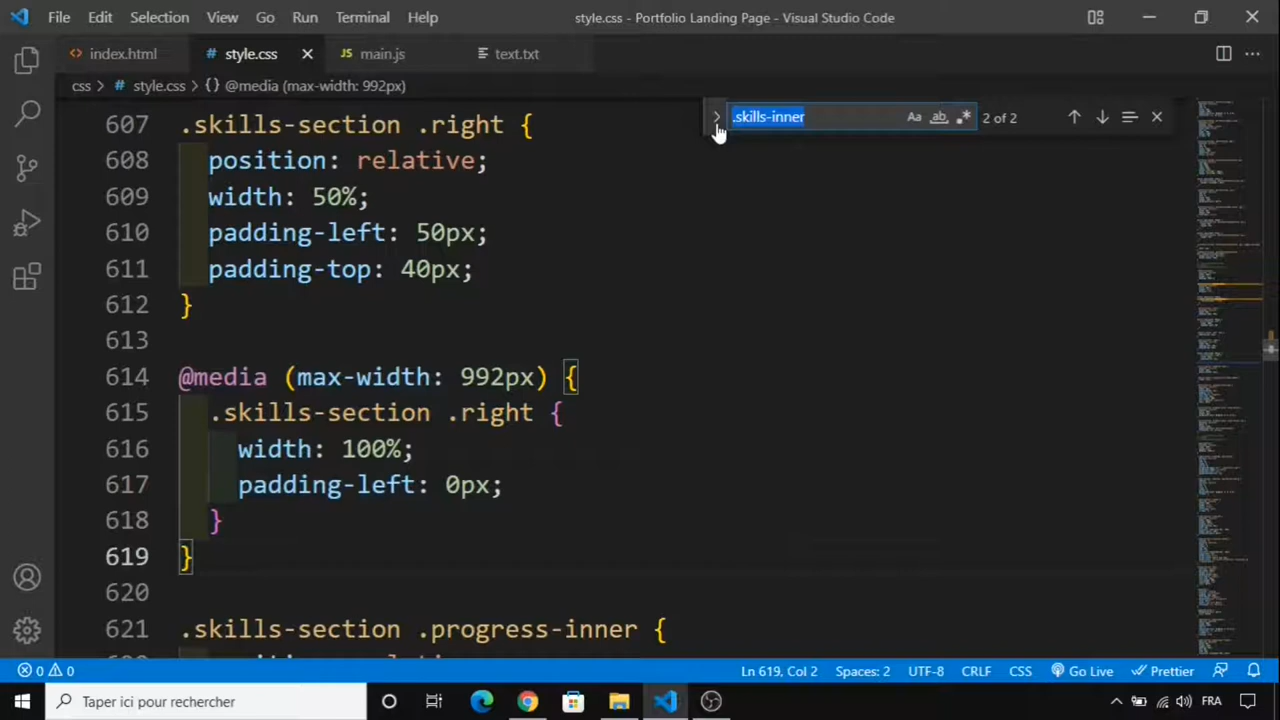 File Edit Selection View Go Run Terminal Help style.css - Portfolio Landing Page - Visual Studio Code
index.html # style.css main.js text.txt
css > # style.css > {} @media (max-width: 992px)
.skills-inner Aa ab .* 2 of 2
607 .skills-section .right {
608 position: relative;
609 width: 50%;
610 padding-left: 50px;
611 padding-top: 40px;
612 }
613
614 @media (max-width: 992px) {
615 .skills-section .right {
616 width: 100%;
617 padding-left: 0px;
618 }
619 }
620
621 .skills-section .progress-inner {
0 0 Ln 619, Col 2 Spaces: 2 UTF-8 CRLF CSS Go Live Prettier
Taper ici pour rechercher FRA